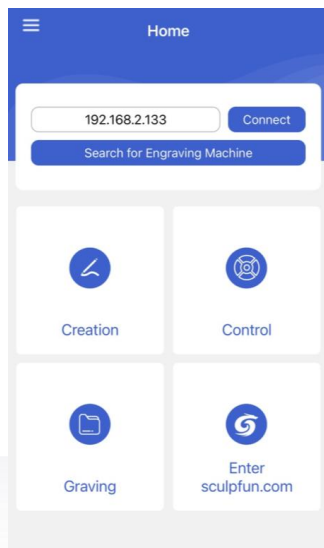 Home
192.168.2.133 Connect
Search for Engraving Machine
Creation Control
Graving Enter
sculpfun.com